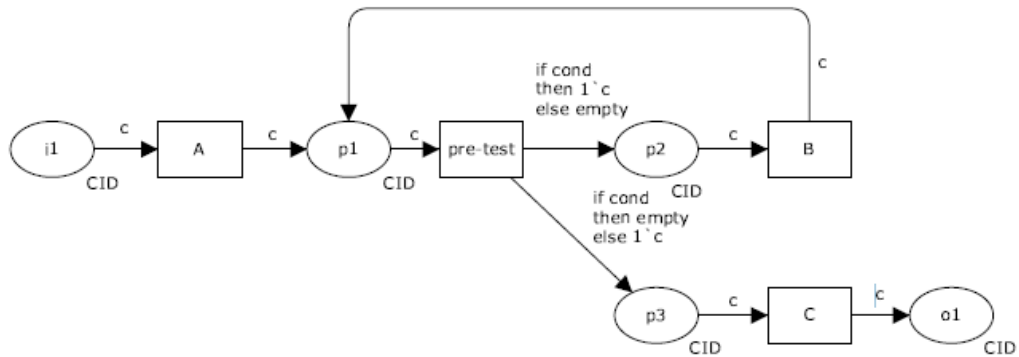 c
if cond
then 1`c
else empty
i1
c
A
c
p1
c
pre-test
p2
c
B
CID
CID
CID
if cond
then empty
else 1`c
p3
c
C
c
o1
CID
CID